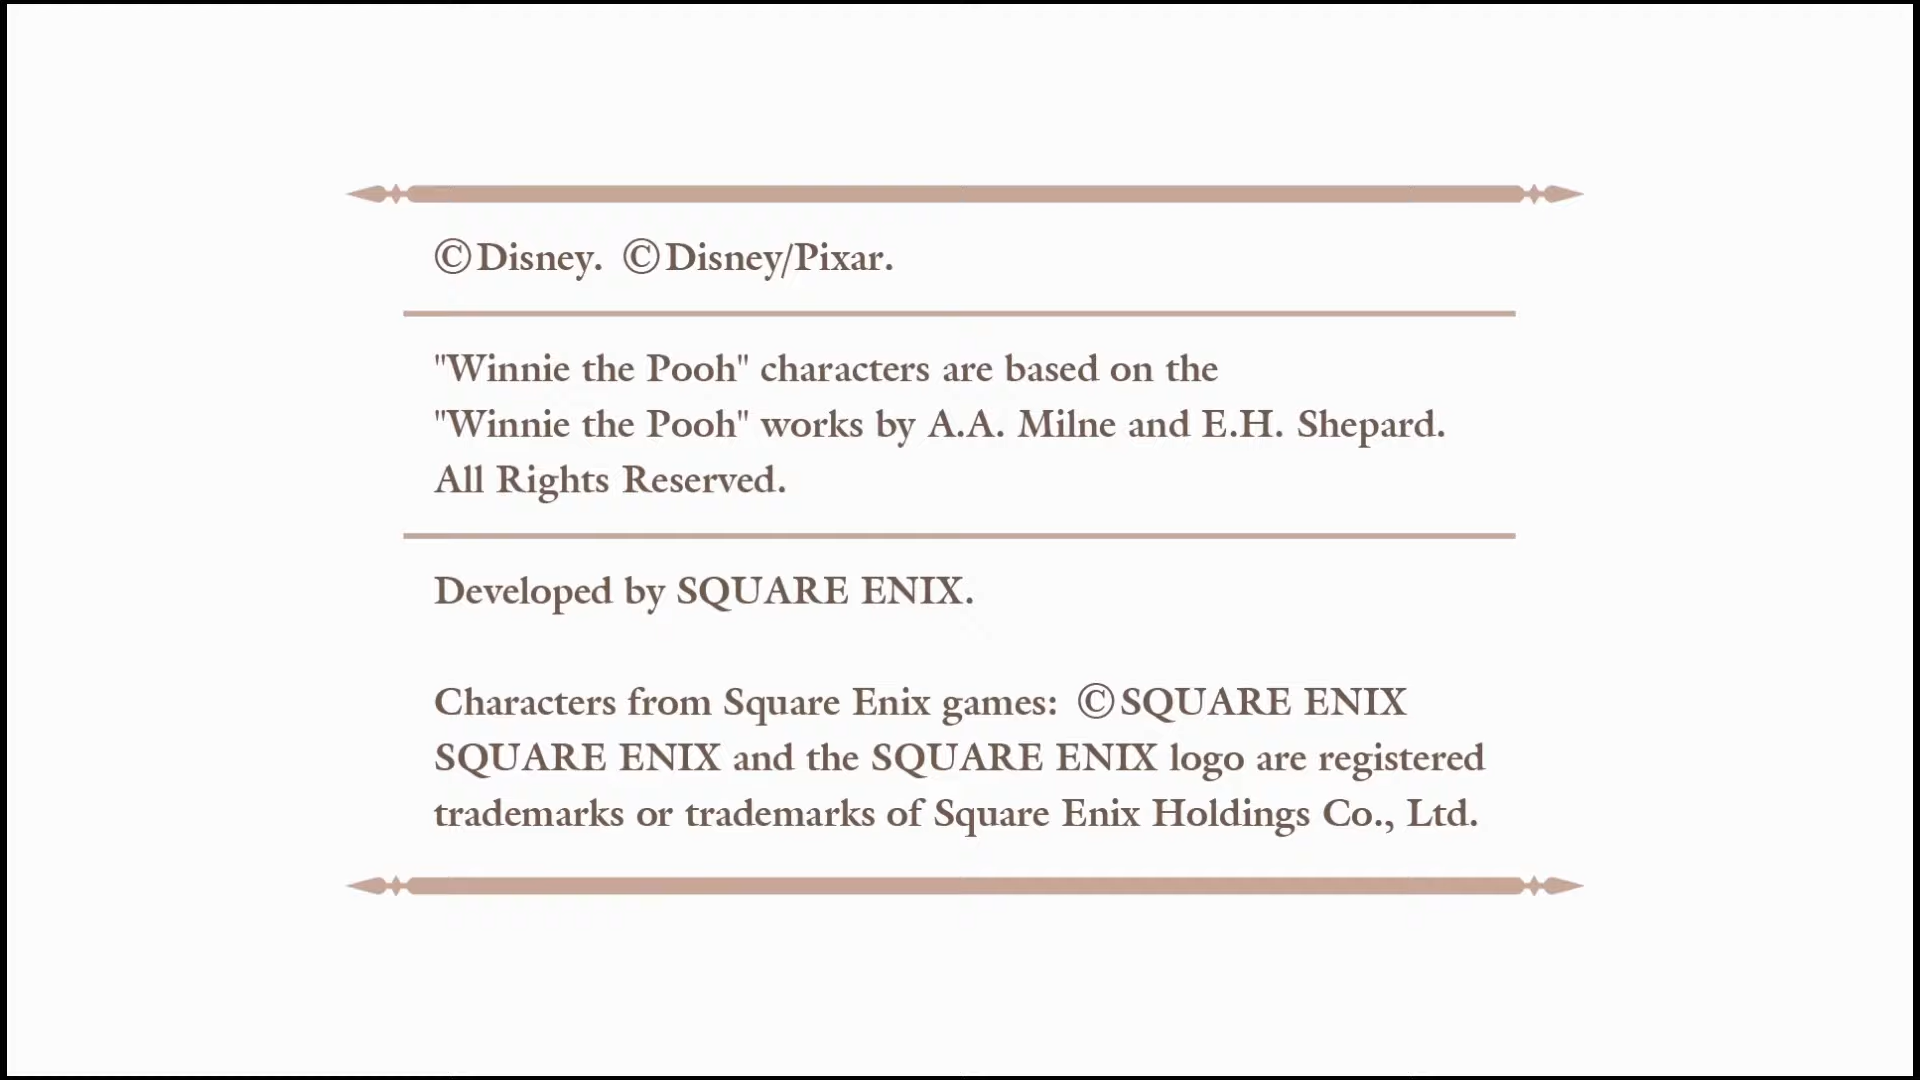 ©Disney. ©Disney/Pixar.
"Winnie the Pooh" characters are based on the
"Winnie the Pooh" works by A.A. Milne and E.H. Shepard.
All Rights Reserved.
Developed by SQUARE ENIX.
Characters from Square Enix games: ©SQUARE ENIX
SQUARE ENIX and the SQUARE ENIX logo are registered
trademarks or trademarks of Square Enix Holdings Co., Ltd.